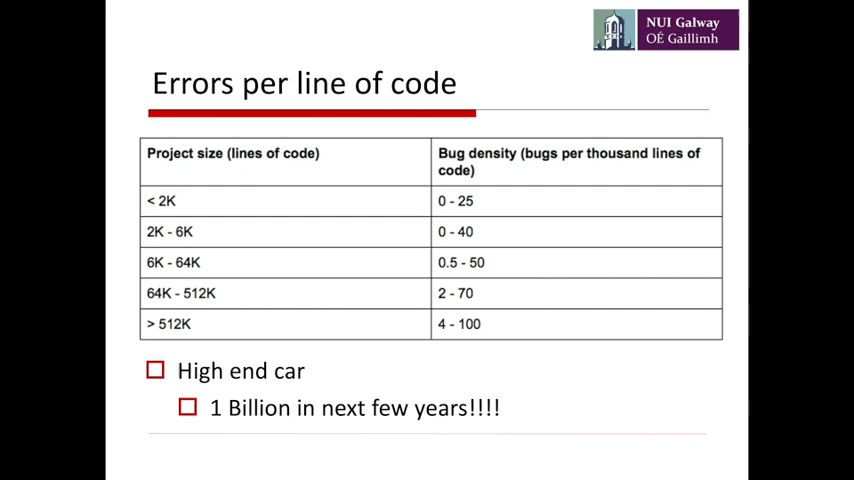 NUI Galway
OÉ Gaillimh
Errors per line of code
Project size (lines of code)
Bug density (bugs per thousand lines of
code)
< 2K
0 - 25
2K - 6K
0 - 40
6K - 64K
0.5 - 50
64K - 512K
2 - 70
> 512K
4 - 100
High end car
1 Billion in next few years!!!!